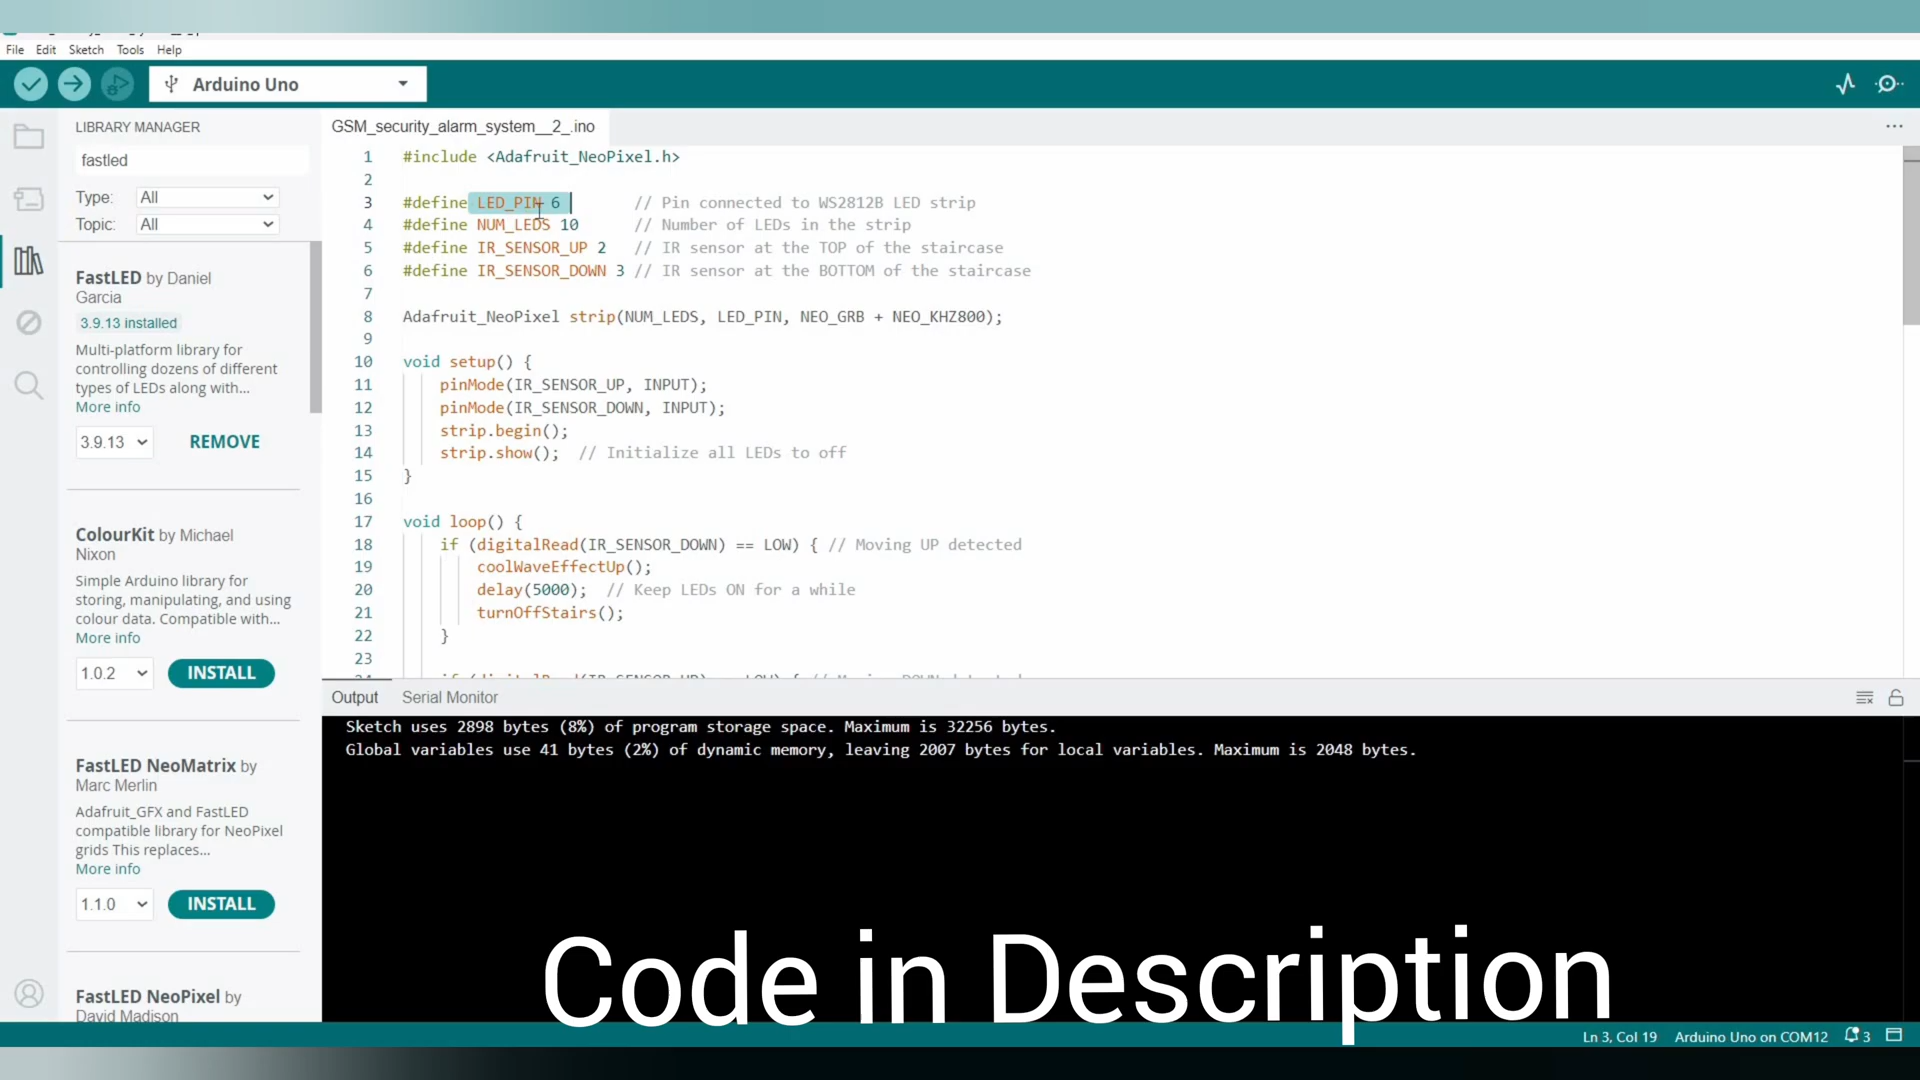 File Edit Sketch Tools Help
Arduino Uno
LIBRARY MANAGER
fastled
Type: All
Topic: All
FastLED by Daniel
Garcia
3.9.13 installed
Multi-platform library for
controlling dozens of different
types of LEDs along with...
More info
3.9.13 REMOVE
ColourKit by Michael
Nixon
Simple Arduino library for
storing, manipulating, and using
colour data. Compatible with...
More info
1.0.2 INSTALL
FastLED NeoMatrix by
Marc Merlin
Adafruit_GFX and FastLED
compatible library for NeoPixel
grids This replaces...
More info
1.1.0 INSTALL
FastLED NeoPixel by
David Madison
GSM_security_alarm_system__2_.ino
1 #include <Adafruit_NeoPixel.h>
2
3 #define LED_PIN 6 // Pin connected to WS2812B LED strip
4 #define NUM_LEDS 10 // Number of LEDs in the strip
5 #define IR_SENSOR_UP 2 // IR sensor at the TOP of the staircase
6 #define IR_SENSOR_DOWN 3 // IR sensor at the BOTTOM of the staircase
7
8 Adafruit_NeoPixel strip(NUM_LEDS, LED_PIN, NEO_GRB + NEO_KHZ800);
9
10 void setup() {
11 pinMode(IR_SENSOR_UP, INPUT);
12 pinMode(IR_SENSOR_DOWN, INPUT);
13 strip.begin();
14 strip.show(); // Initialize all LEDs to off
15 }
16
17 void loop() {
18 if (digitalRead(IR_SENSOR_DOWN) == LOW) { // Moving UP detected
19 coolWaveEffectUp();
20 delay(5000); // Keep LEDs ON for a while
21 turnOffStairs();
22 }
23
Output Serial Monitor
Sketch uses 2898 bytes (8%) of program storage space. Maximum is 32256 bytes.
Global variables use 41 bytes (2%) of dynamic memory, leaving 2007 bytes for local variables. Maximum is 2048 bytes.
Code in Description
Ln 3, Col 19 Arduino Uno on COM12 3